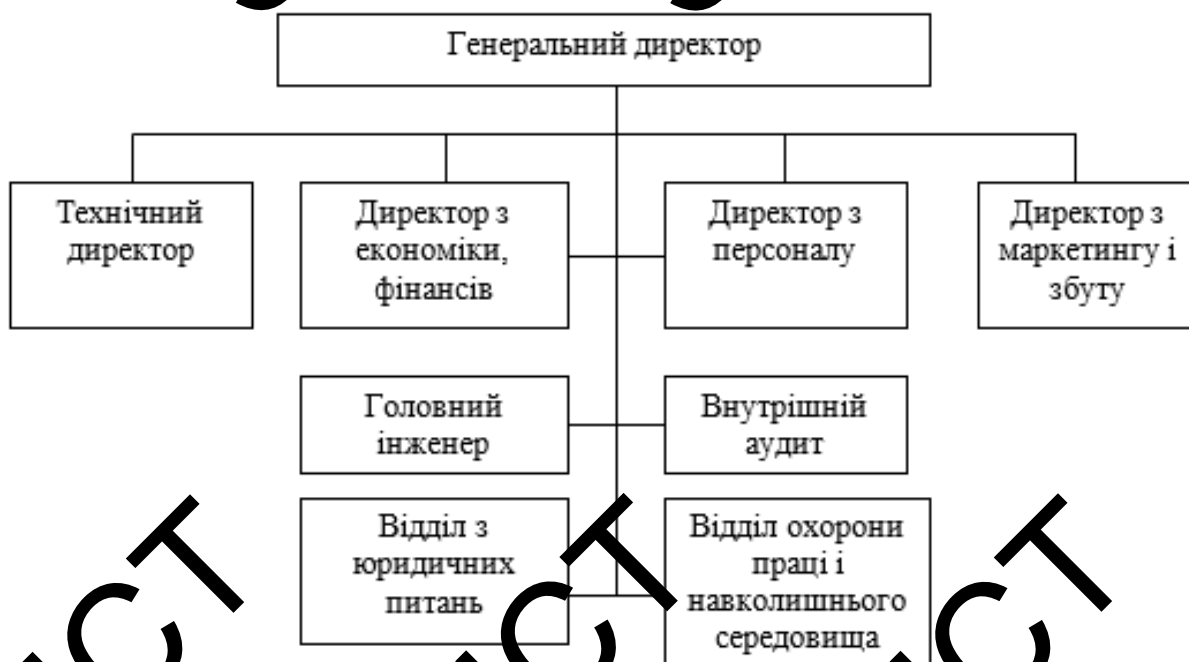 Генеральний директор
Технічний
директор
Директор з
економіки,
фінансів
Директор з
персоналу
Директор з
маркетингу і
збуту
Головний
інженер
Внутрішній
аудит
Відділ з
юридичних
питань
Відділ охорони
праці і
навколишнього
середовища